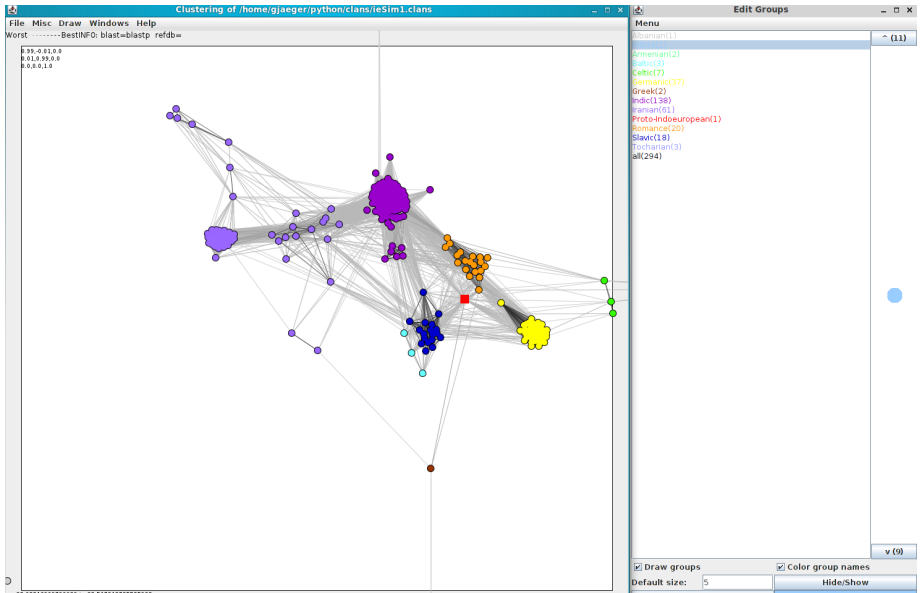 Clustering of /home/gjaeger/python/clans/ieSim1.clans
File Misc Draw Windows Help
Worst --------BestINFO: blast=blastp refdb=
0.99,-0.01,0.0
0.01,0.99,0.0
0.0,0.0,1.0
Edit Groups
Menu
Albanian(1)
Armenian(2)
Baltic(3)
Celtic(7)
Germanic(37)
Greek(2)
Indic(138)
Iranian(61)
Proto-Indoeuropean(1)
Romance(20)
Slavic(18)
Tocharian(3)
all(294)
^ (11)
v (9)
Draw groups
Color group names
Default size:
5
Hide/Show